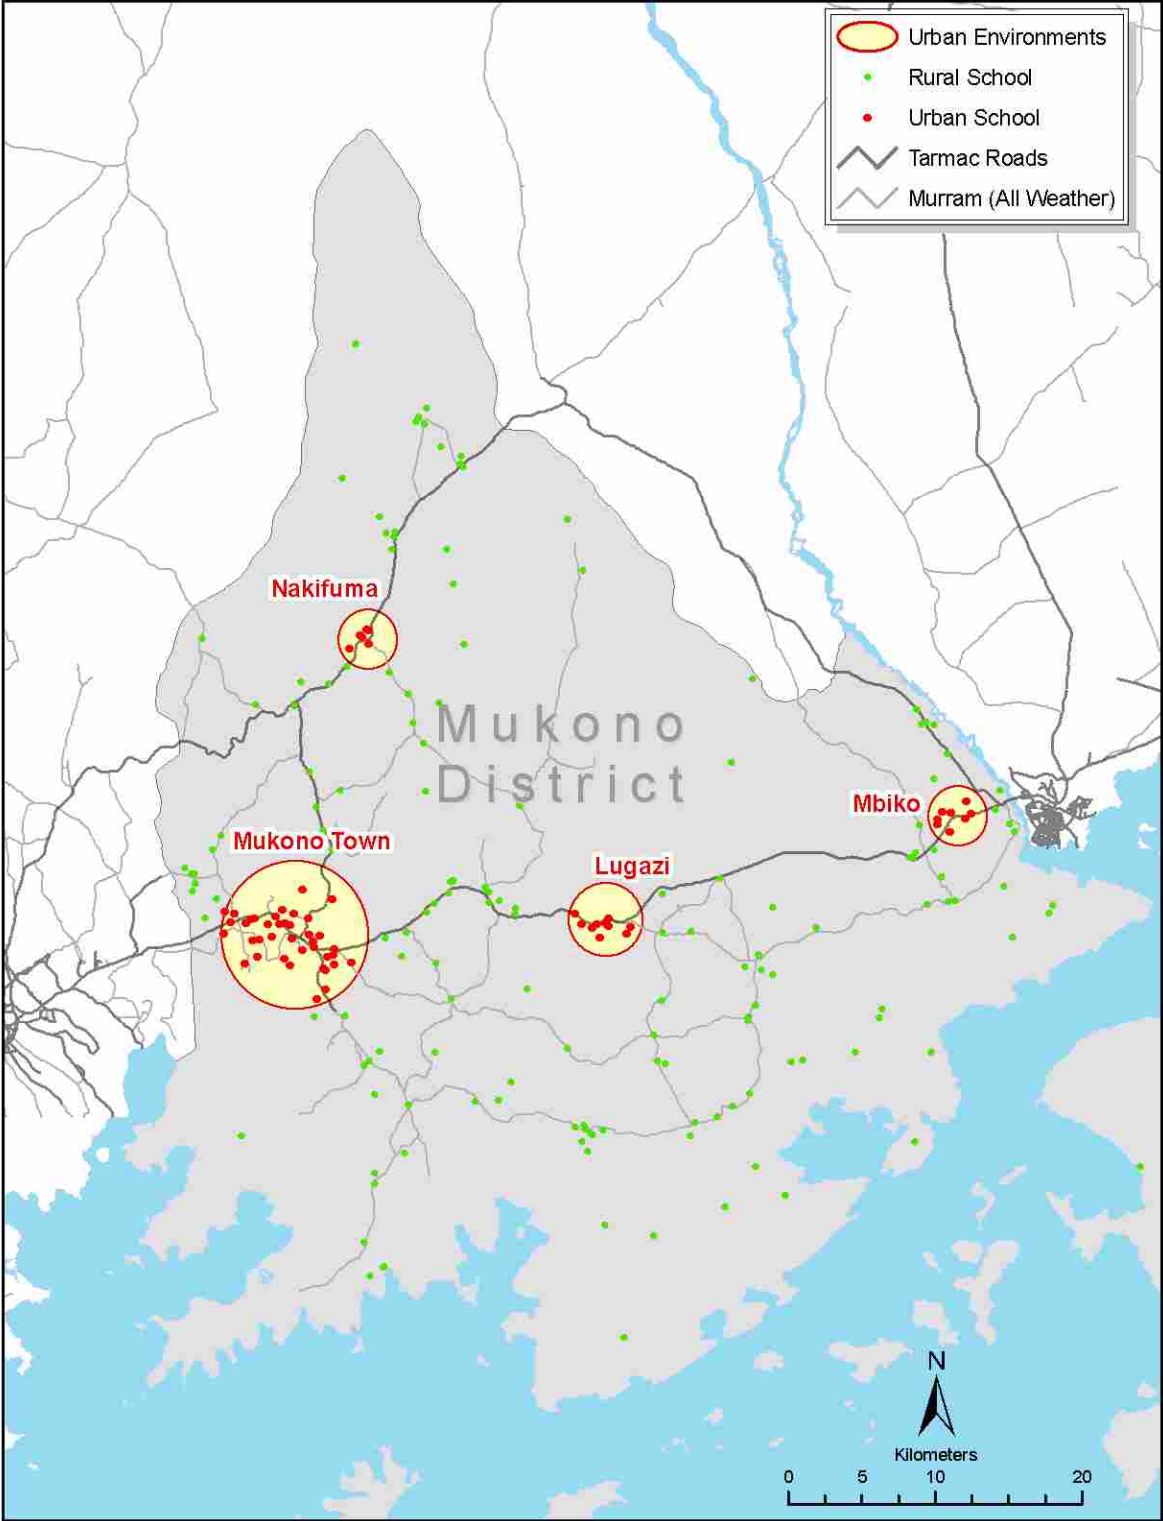 Urban Environments
Rural School
Urban School
Tarmac Roads
Murram (All Weather)
Nakifuma
Mukono
District
Mbiko
Mukono Town
Lugazi
N
Kilometers
0 5 10 20